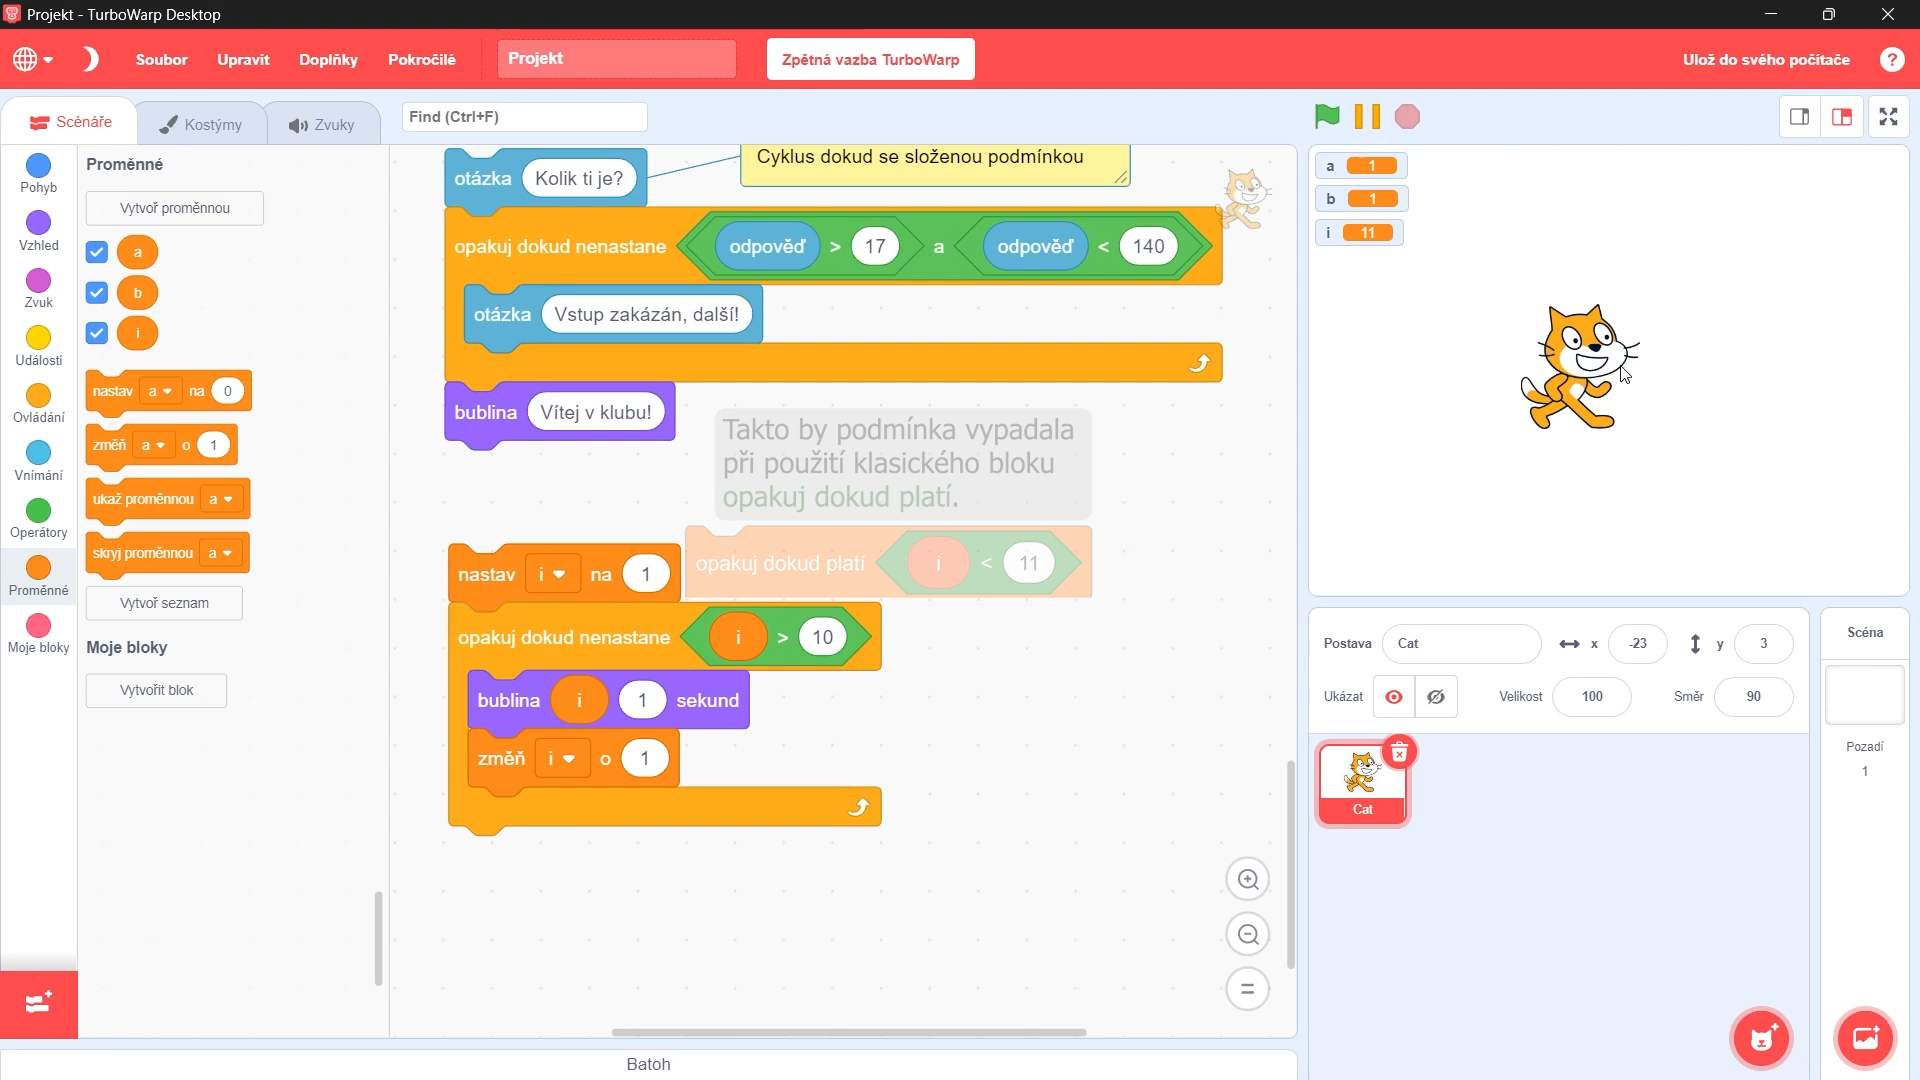 Projekt - TurboWarp Desktop
Soubor Upravit Doplňky Pokročilé Projekt Zpětná vazba TurboWarp Ulož do svého počítače ?
Scénáře Kostýmy Zvuky Find (Ctrl+F)
Pohyb
Vzhled
Zvuk
Události
Ovládání
Vnímání
Operátory
Proměnné
Moje bloky
Proměnné
Vytvoř proměnnou
a
b
i
nastav a na 0
změň a o 1
ukaž proměnnou a
skryj proměnnou a
Vytvoř seznam
Moje bloky
Vytvořit blok
Cyklus dokud se složenou podmínkou
otázka Kolik ti je?
opakuj dokud nenastane odpověď > 17 a odpověď < 140
otázka Vstup zakázán, další!
bublina Vítej v klubu!
Takto by podmínka vypadala
při použití klasického bloku
opakuj dokud platí.
opakuj dokud platí i < 11
nastav i na 1
opakuj dokud nenastane i > 10
bublina i 1 sekund
změň i o 1
Batoh
a 1
b 1
i 11
Postava Cat x -23 y 3
Ukázat Velikost 100 Směr 90
Cat
Scéna
Pozadí
1